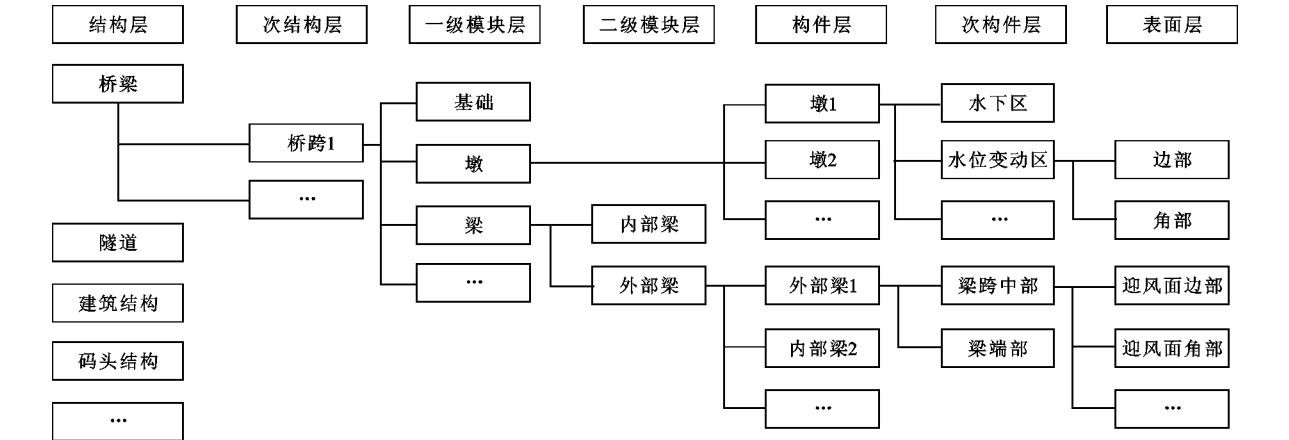 结构层 次结构层 一级模块层 二级模块层 构件层 次构件层 表面层
桥梁
基础
墩1
水下区
桥跨1
墩
墩2
水位变动区
边部
…
梁
内部梁
…
…
角部
隧道
…
外部梁
外部梁1
梁跨中部
迎风面边部
建筑结构
内部梁2
梁端部
迎风面角部
码头结构
…
…
…